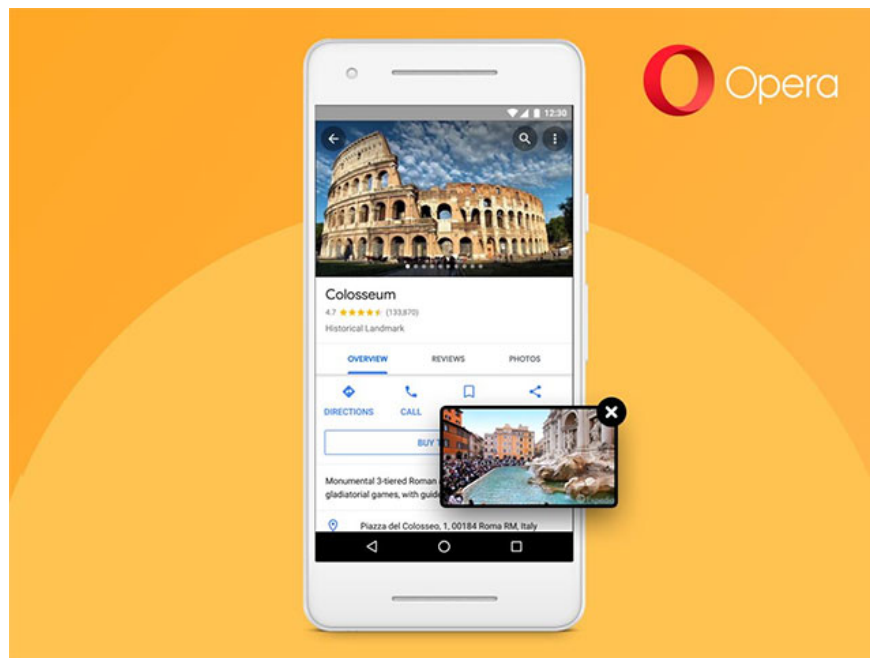 Opera
12:30
Colosseum
4.7 (133,870)
Historical Landmark
OVERVIEW REVIEWS PHOTOS
DIRECTIONS CALL
BUY
Monumental 3-tiered Roman
gladiatorial games, with
Piazza del Colosseo, 1, 00184 Roma RM, Italy